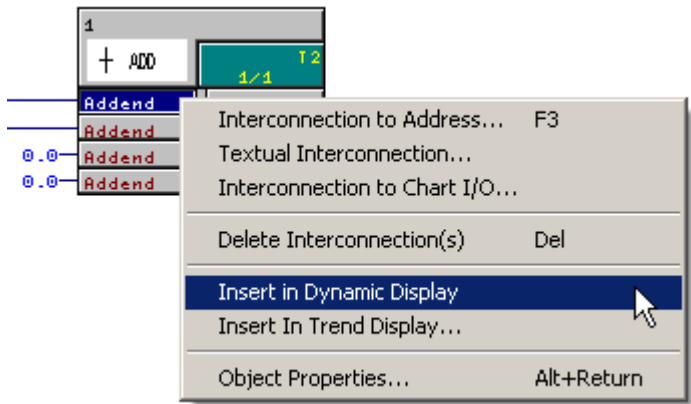 1
+ ADD
T2
1/1
Addend
Addend
0.0 Addend
0.0 Addend
Interconnection to Address... F3
Textual Interconnection...
Interconnection to Chart I/O...
Delete Interconnection(s) Del
Insert in Dynamic Display
Insert In Trend Display...
Object Properties... Alt+Return